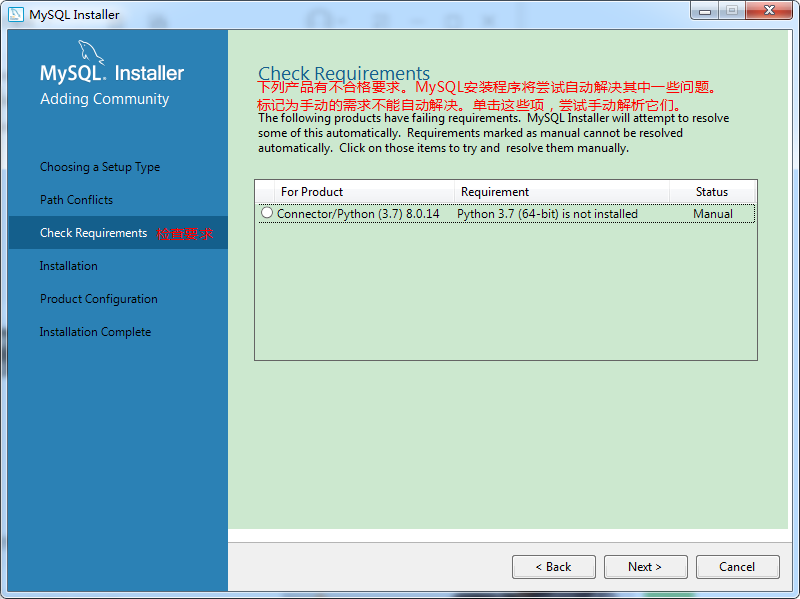 MySQL Installer
MySQL. Installer
Adding Community
Choosing a Setup Type
Path Conflicts
Check Requirements 检查要求
Installation
Product Configuration
Installation Complete
Check Requirements
下列产品有不合格要求。MySQL安装程序将尝试自动解决其中一些问题。
标记为手动的需求不能自动解决。单击这些项，尝试手动解析它们。
The following products have failing requirements. MySQL Installer will attempt to resolve
some of this automatically. Requirements marked as manual cannot be resolved
automatically. Click on those items to try and resolve them manually.
For Product Requirement Status
Connector/Python (3.7) 8.0.14 Python 3.7 (64-bit) is not installed Manual
< Back Next > Cancel